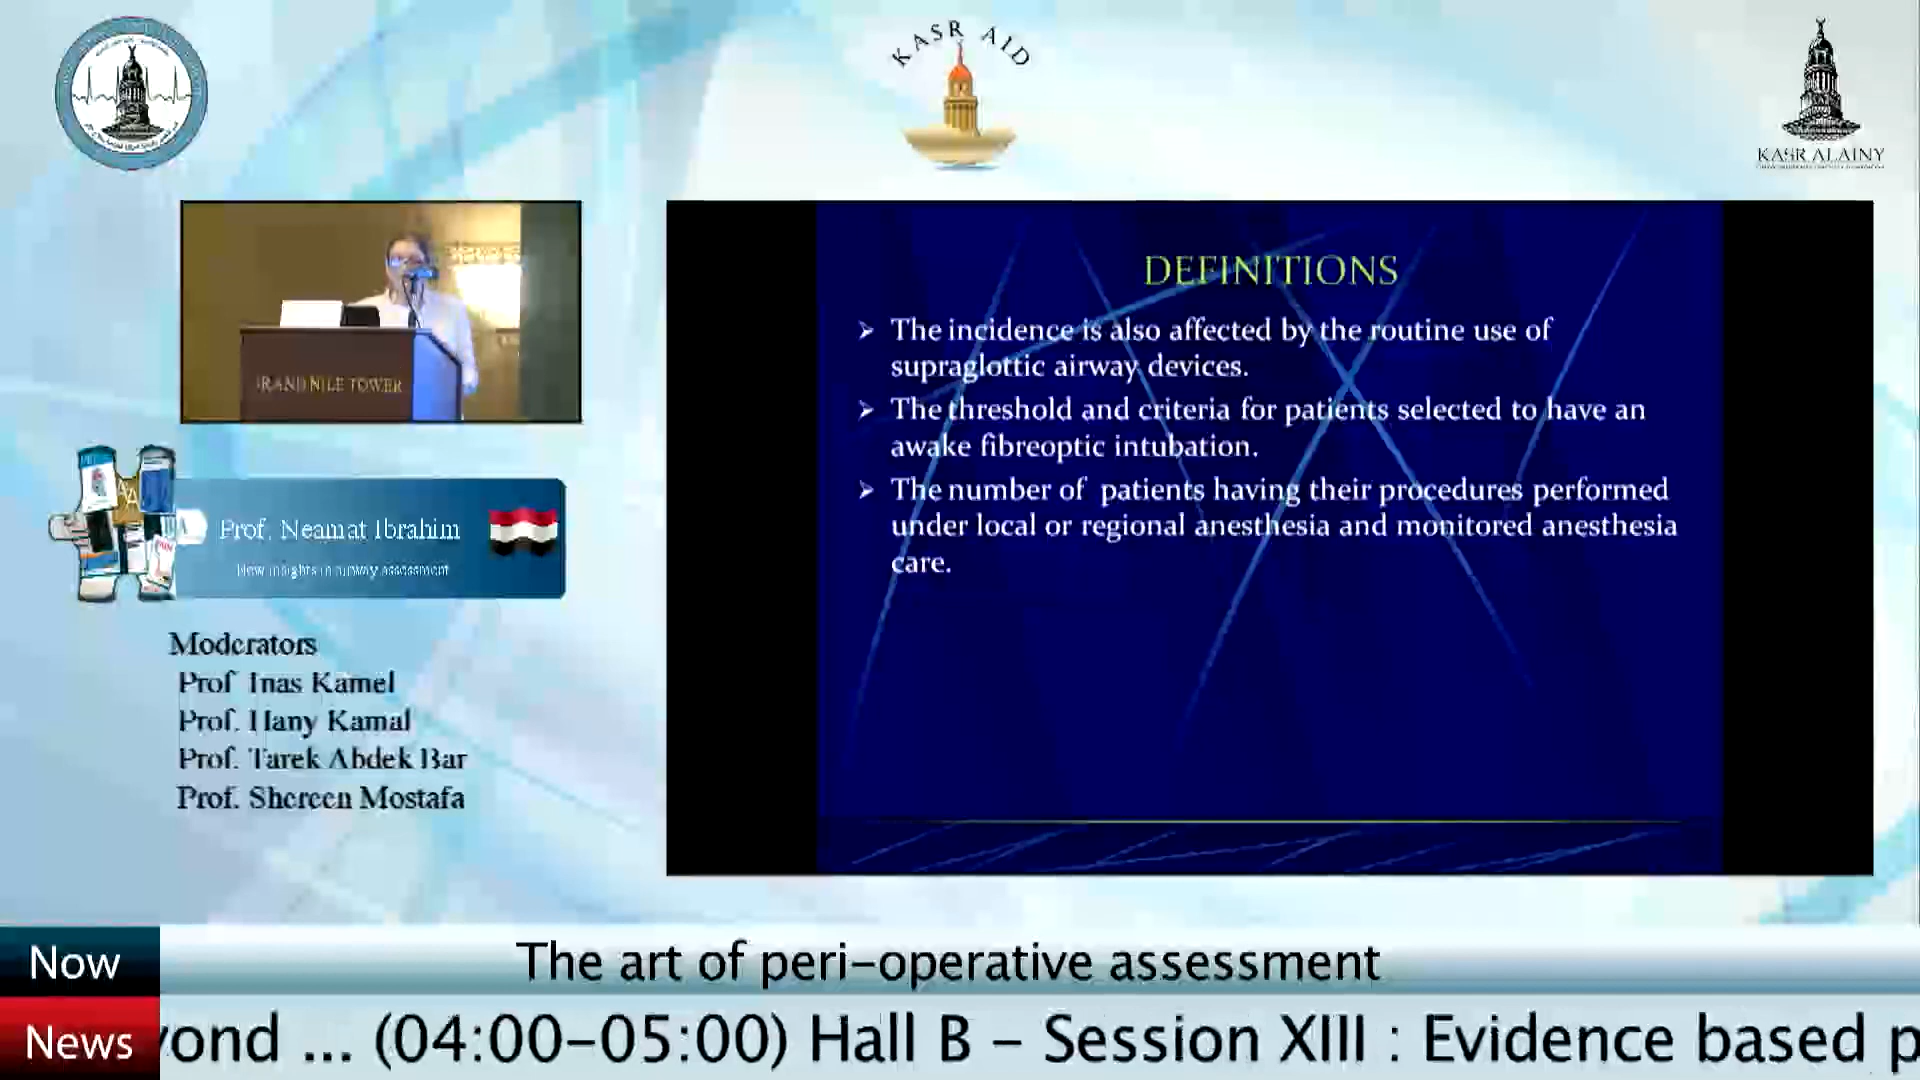 KASR AID
KASR ALAINY
GRAND NILE TOWER
Prof. Neamat Ibrahim
New insights in airway assessment
Moderators
Prof Inas Kamel
Prof. Hany Kamal
Prof. Tarek Abdek Bar
Prof. Shereen Mostafa
DEFINITIONS
➢ The incidence is also affected by the routine use of
supraglottic airway devices.
➢ The threshold and criteria for patients selected to have an
awake fibreoptic intubation.
➢ The number of patients having their procedures performed
under local or regional anesthesia and monitored anesthesia
care.
Now
The art of peri-operative assessment
News
yond ... (04:00-05:00) Hall B - Session XIII : Evidence based p